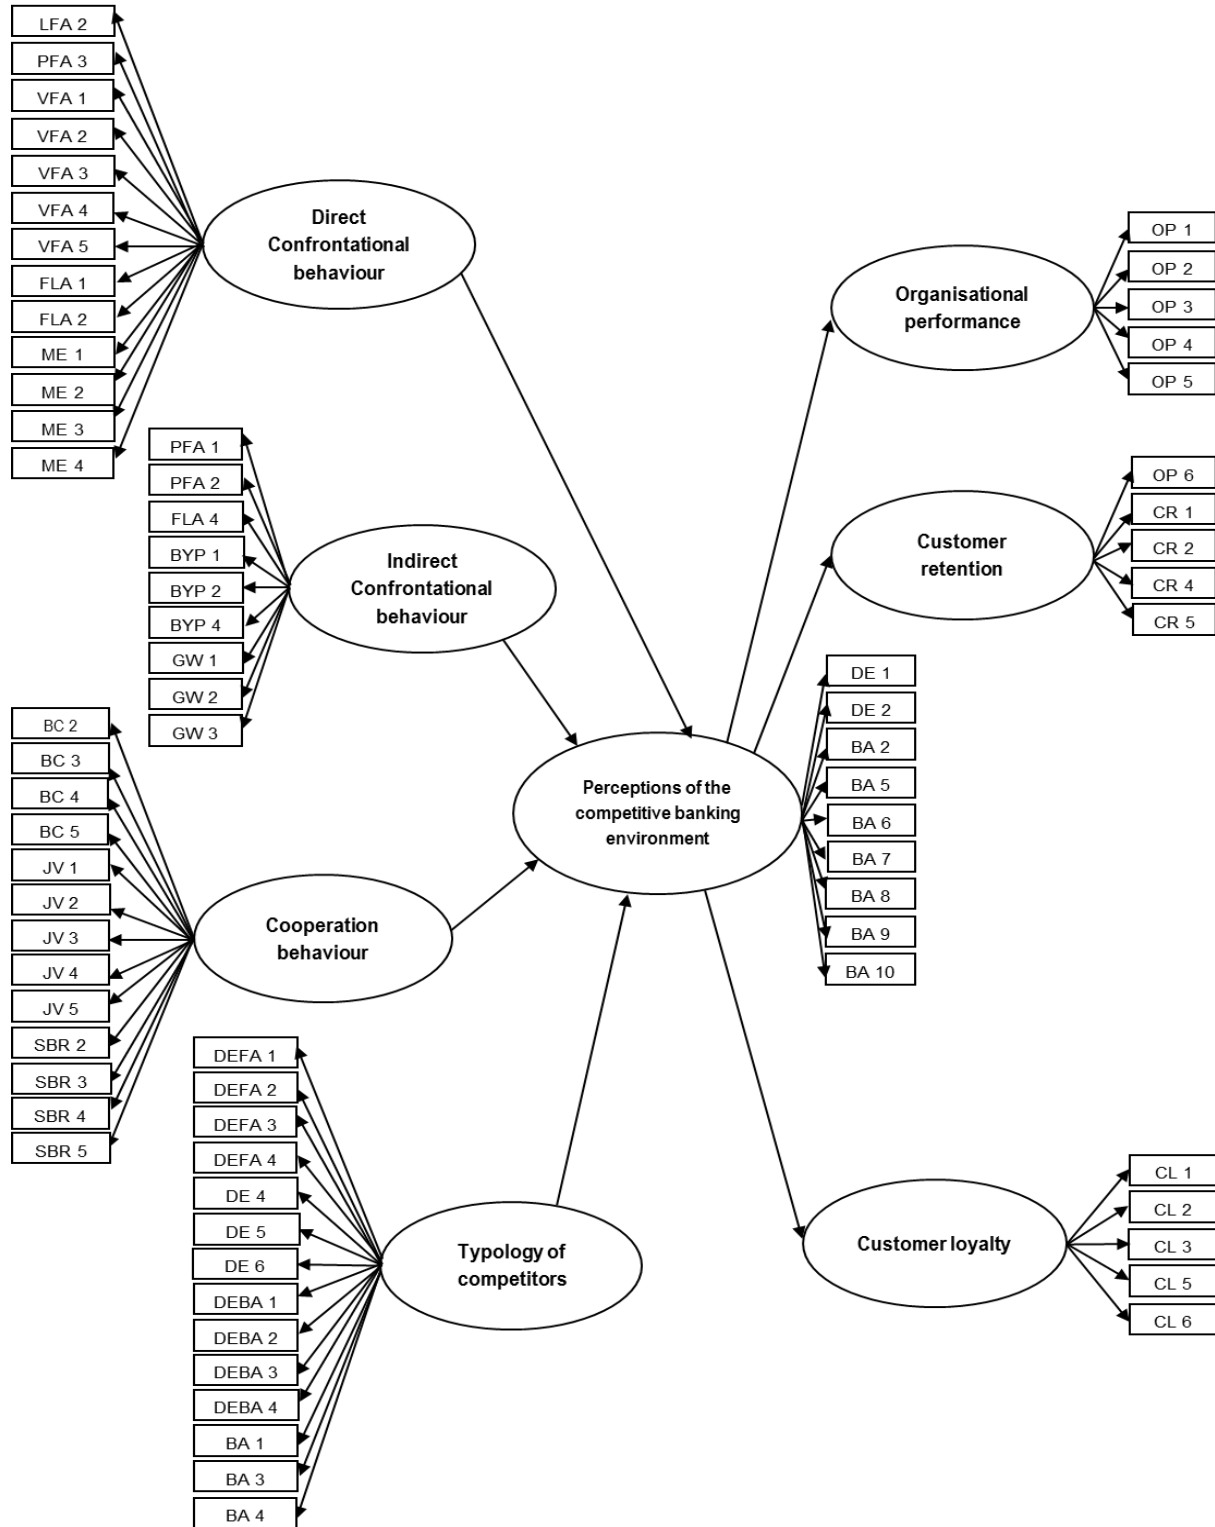 LFA 2
PFA 3
VFA 1
VFA 2
VFA 3
VFA 4
VFA 5
FLA 1
FLA 2
ME 1
ME 2
ME 3
ME 4
Direct
Confrontational
behaviour
PFA 1
PFA 2
FLA 4
BYP 1
BYP 2
BYP 4
GW 1
GW 2
GW 3
Indirect
Confrontational
behaviour
BC 2
BC 3
BC 4
BC 5
JV 1
JV 2
JV 3
JV 4
JV 5
SBR 2
SBR 3
SBR 4
SBR 5
Cooperation
behaviour
DEFA 1
DEFA 2
DEFA 3
DEFA 4
DE 4
DE 5
DE 6
DEBA 1
DEBA 2
DEBA 3
DEBA 4
BA 1
BA 3
BA 4
Typology of
competitors
Perceptions of the
competitive banking
environment
DE 1
DE 2
BA 2
BA 5
BA 6
BA 7
BA 8
BA 9
BA 10
Organisational
performance
OP 1
OP 2
OP 3
OP 4
OP 5
Customer
retention
OP 6
CR 1
CR 2
CR 4
CR 5
Customer loyalty
CL 1
CL 2
CL 3
CL 5
CL 6